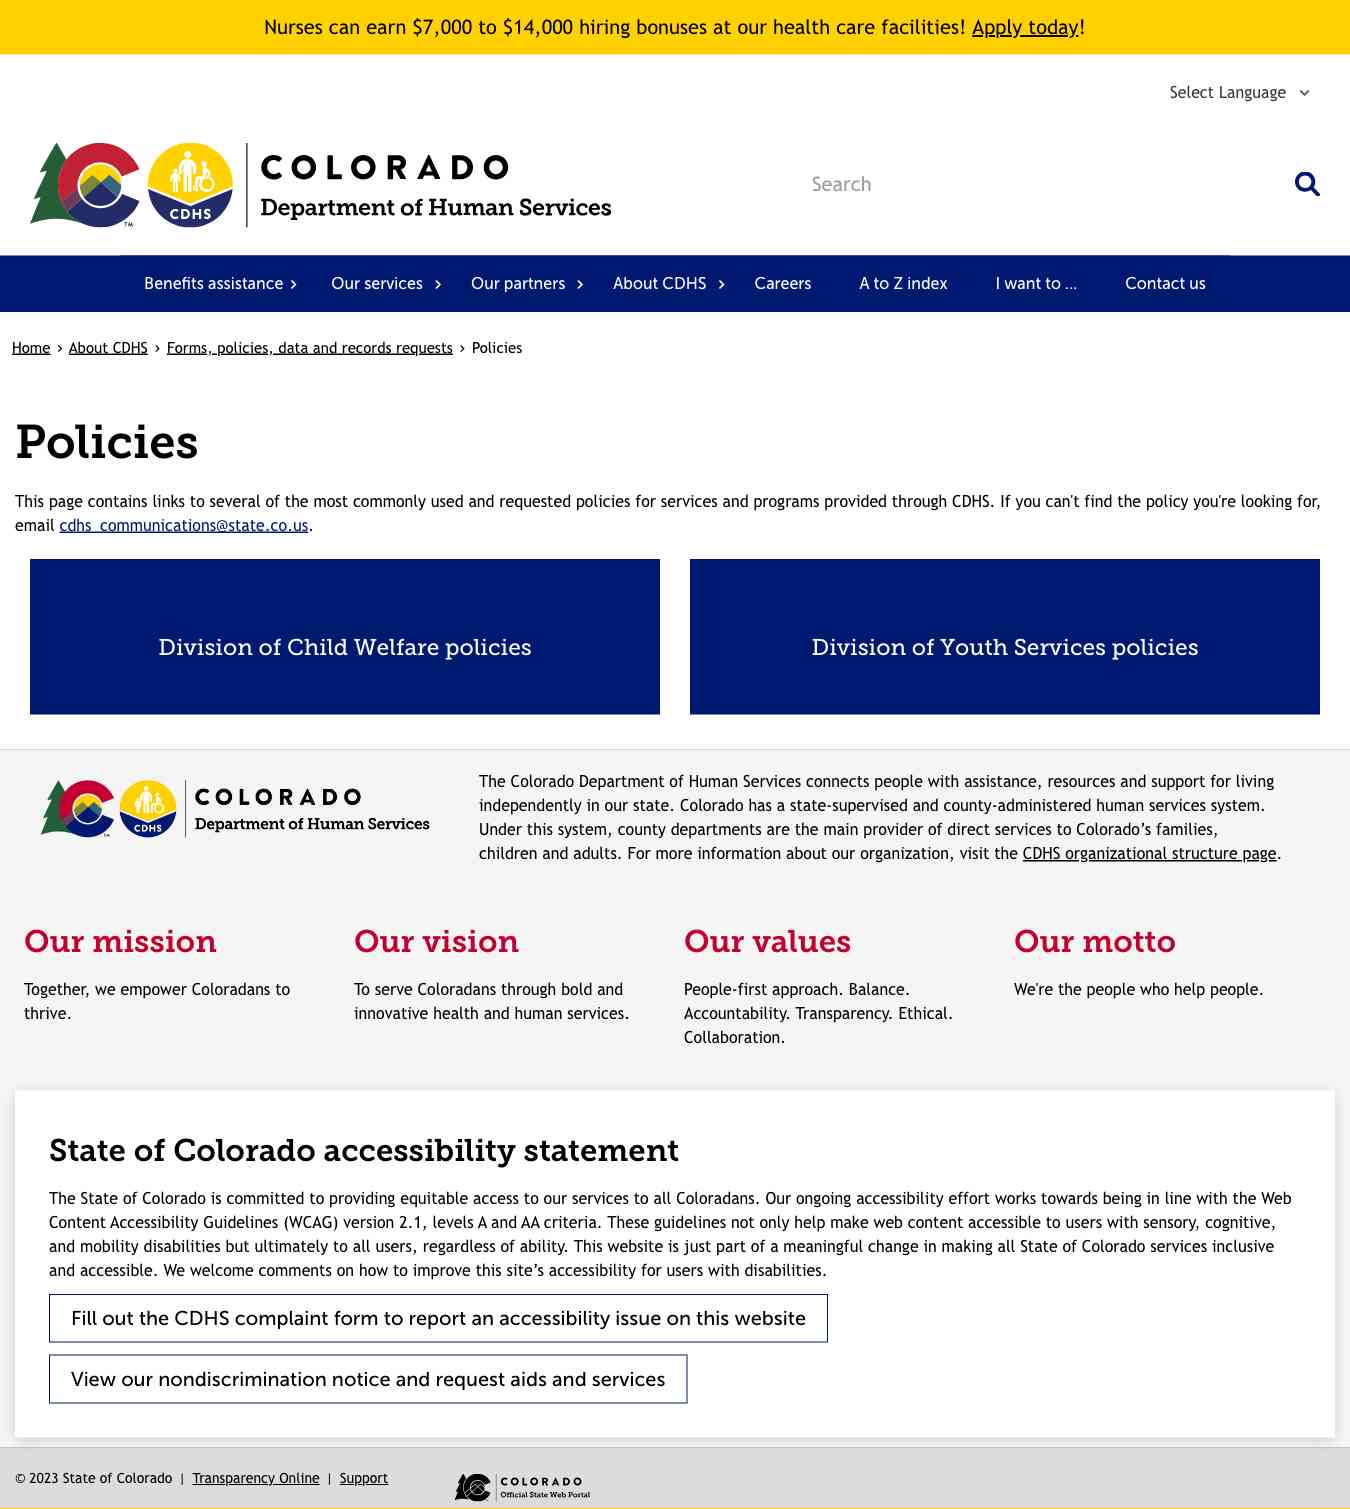 Nurses can earn $7,000 to $14,000 hiring bonuses at our health care facilities! Apply today!
Select Language
CDHS
TM
COLORADO
Department of Human Services
Search
Benefits assistance › Our services › Our partners › About CDHS › Careers A to Z index I want to ... Contact us
Home › About CDHS › Forms, policies, data and records requests › Policies
Policies
This page contains links to several of the most commonly used and requested policies for services and programs provided through CDHS. If you can't find the policy you're looking for,
email cdhs_communications@state.co.us.
Division of Child Welfare policies
Division of Youth Services policies
CDHS
TM
COLORADO
Department of Human Services
The Colorado Department of Human Services connects people with assistance, resources and support for living
independently in our state. Colorado has a state-supervised and county-administered human services system.
Under this system, county departments are the main provider of direct services to Colorado’s families,
children and adults. For more information about our organization, visit the CDHS organizational structure page.
Our mission
Together, we empower Coloradans to
thrive.
Our vision
To serve Coloradans through bold and
innovative health and human services.
Our values
People-first approach. Balance.
Accountability. Transparency. Ethical.
Collaboration.
Our motto
We're the people who help people.
State of Colorado accessibility statement
The State of Colorado is committed to providing equitable access to our services to all Coloradans. Our ongoing accessibility effort works towards being in line with the Web
Content Accessibility Guidelines (WCAG) version 2.1, levels A and AA criteria. These guidelines not only help make web content accessible to users with sensory, cognitive,
and mobility disabilities but ultimately to all users, regardless of ability. This website is just part of a meaningful change in making all State of Colorado services inclusive
and accessible. We welcome comments on how to improve this site’s accessibility for users with disabilities.
Fill out the CDHS complaint form to report an accessibility issue on this website
View our nondiscrimination notice and request aids and services
© 2023 State of Colorado | Transparency Online | Support
COLORADO
Official State Web Portal